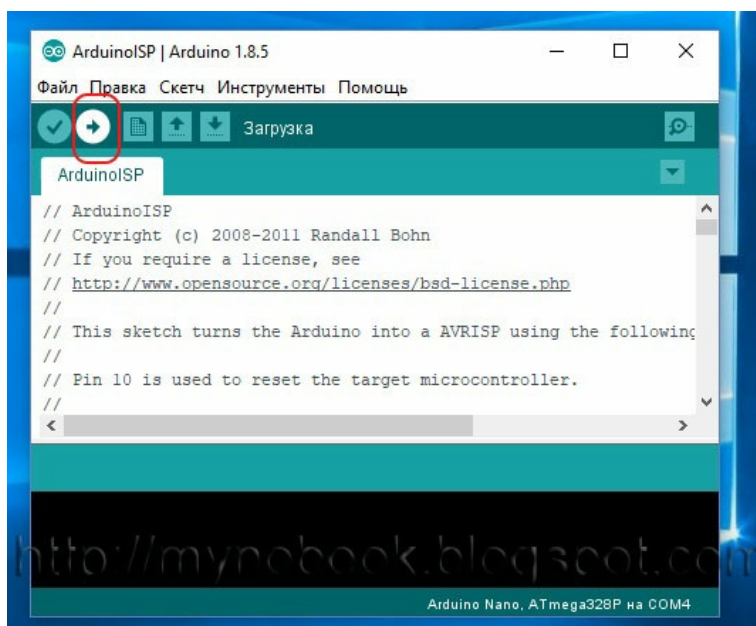 ArduinoISP | Arduino 1.8.5
Файл Правка Скетч Инструменты Помощь
Загрузка
ArduinoISP
// ArduinoISP
// Copyright (c) 2008-2011 Randall Bohn
// If you require a license, see
// http://www.opensource.org/licenses/bsd-license.php
//
// This sketch turns the Arduino into a AVRISP using the following
//
// Pin 10 is used to reset the target microcontroller.
//
http://mynobook.blogspot.com
Arduino Nano, ATmega328P на COM4